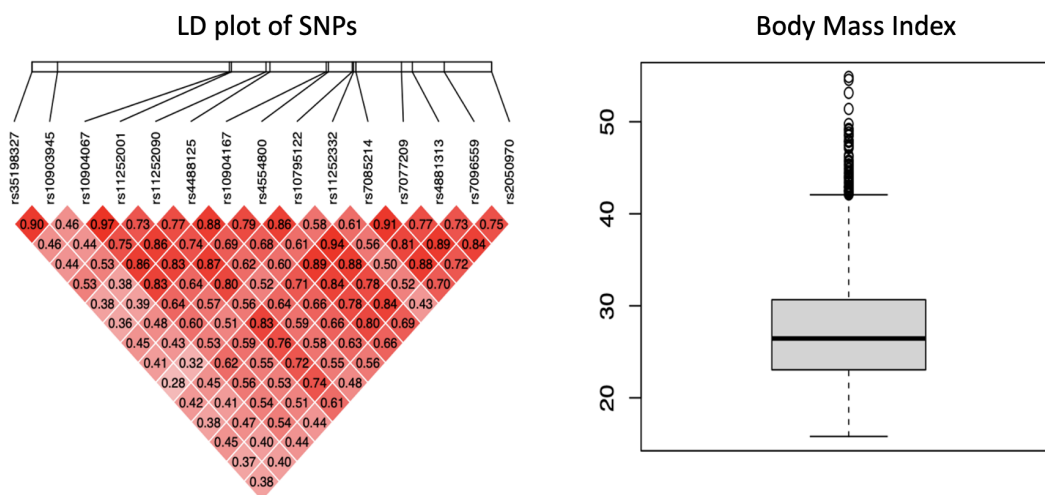 LD plot of SNPs
rs35198327
rs10903945
rs10904067
rs11252001
rs11252090
rs4488125
rs10904167
rs4554800
rs10795122
rs11252332
rs7085214
rs7077209
rs4881313
rs7096559
rs2050970
0.90 0.46 0.97 0.73 0.77 0.88 0.79 0.86 0.58 0.61 0.91 0.77 0.73 0.75
0.46 0.44 0.75 0.86 0.74 0.69 0.68 0.61 0.94 0.56 0.81 0.89 0.84
0.44 0.53 0.86 0.83 0.87 0.62 0.60 0.89 0.88 0.50 0.88 0.72
0.53 0.38 0.83 0.64 0.80 0.52 0.71 0.84 0.78 0.52 0.70
0.38 0.39 0.64 0.57 0.56 0.64 0.66 0.78 0.84 0.43
0.36 0.48 0.60 0.51 0.83 0.59 0.66 0.80 0.69
0.45 0.43 0.53 0.59 0.76 0.58 0.63 0.66
0.41 0.32 0.62 0.55 0.72 0.55 0.56
0.28 0.45 0.56 0.53 0.74 0.48
0.42 0.41 0.54 0.51 0.61
0.38 0.47 0.54 0.44
0.45 0.40 0.44
0.37 0.40
0.38
Body Mass Index
50
40
30
20